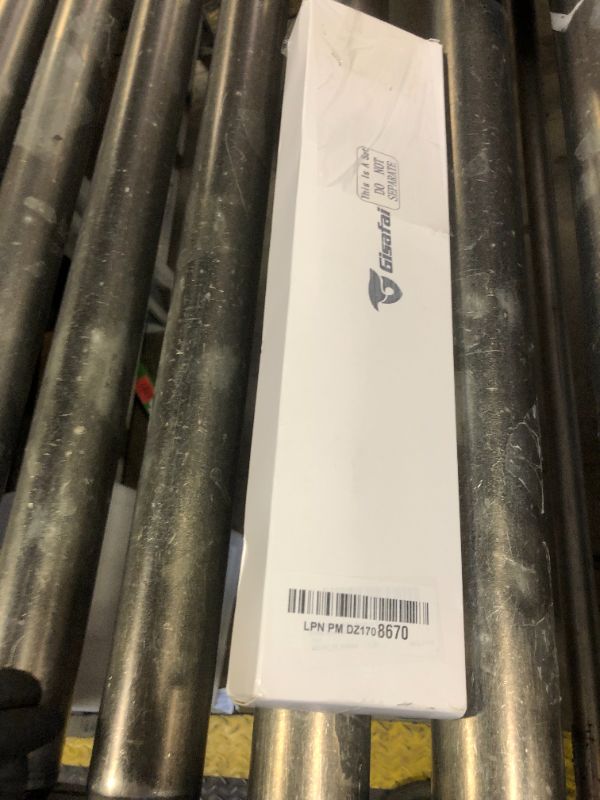 This Is A Set
DO NOT
SEPARATE
Gisafai
LPN PM DZ170 8670